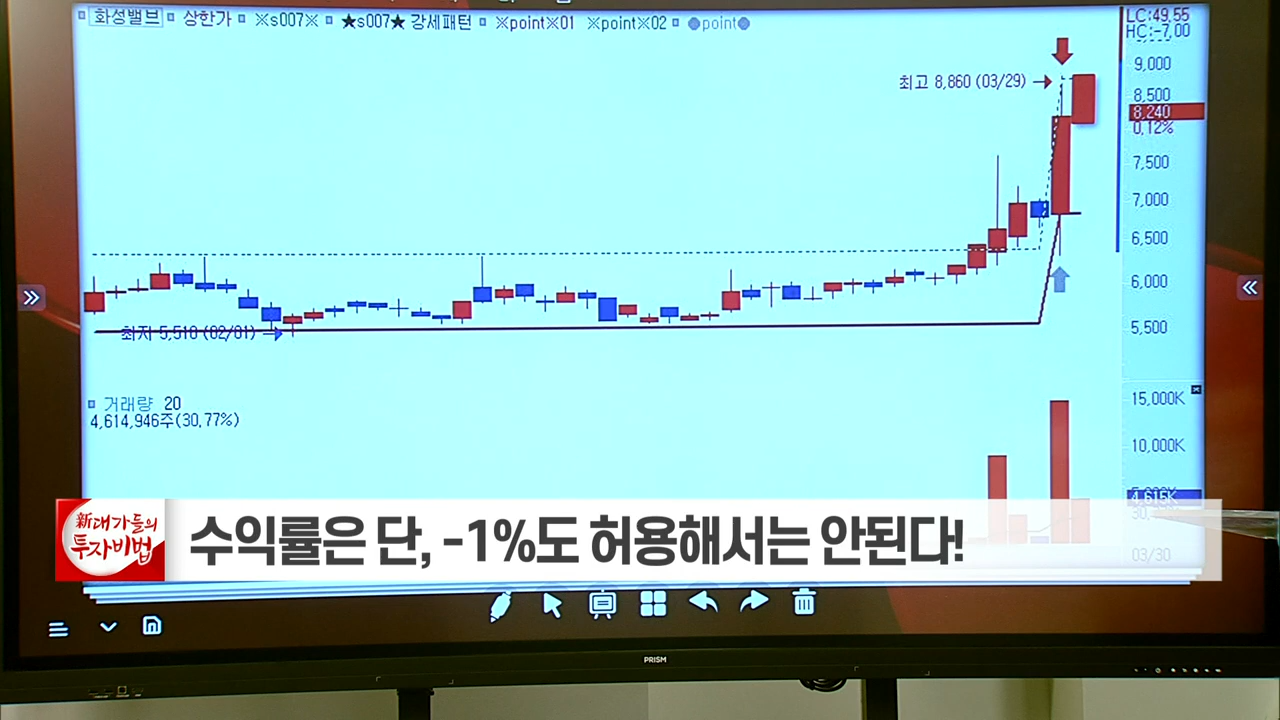 화성밸브 상한가 ※s007※ ★s007★ 강세패턴 ※point※01 ※point※02 ●point●
LC:49.55
HC:-7.00
9,000
최고 8,860 (03/29)
8,500
8,240
0.12%
7,500
7,000
6,500
6,000
5,500
최저 5,510 (02/01)
거래량 20
4,614,946주(30.77%)
15,000K
10,000K
4,615K
30.
03/30
新대가들의
투자비법
수익률은 단, -1%도 허용해서는 안된다!
PRISM